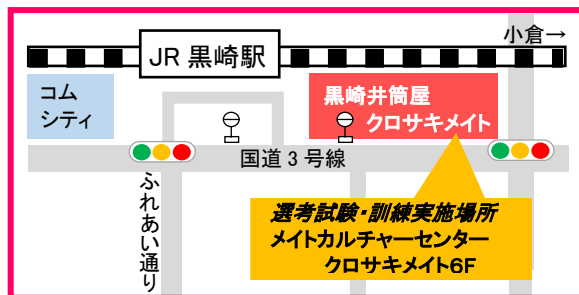 小倉→
JR 黒崎駅
コム
シティ
黒崎井筒屋
クロサキメイト
国道3号線
ふれあい通り
選考試験・訓練実施場所
メイトカルチャーセンター
クロサキメイト6F